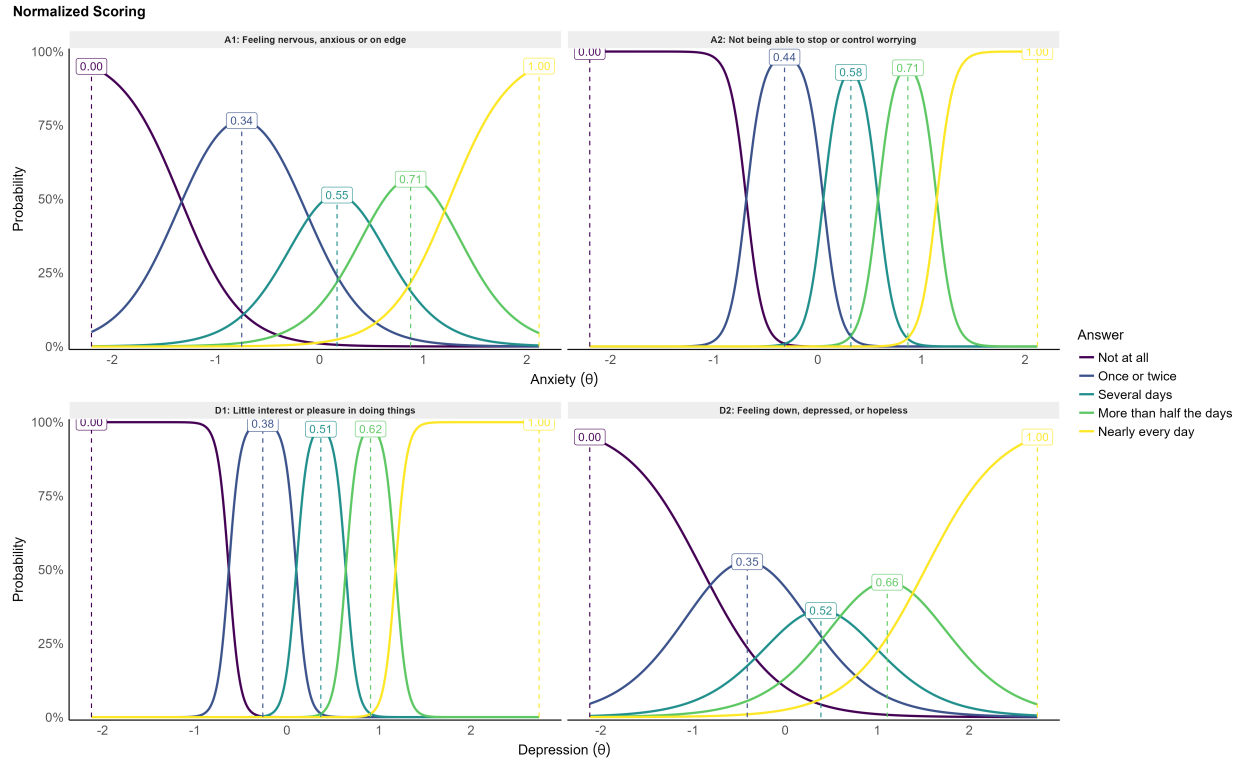 Normalized Scoring
A1: Feeling nervous, anxious or on edge
A2: Not being able to stop or control worrying
100%
75%
50%
25%
0%
Probability
0.00
0.34
0.55
0.71
1.00
0.00
0.44
0.58
0.71
1.00
-2 -1 0 1 2
-2 -1 0 1 2
Anxiety (θ)
D1: Little interest or pleasure in doing things
D2: Feeling down, depressed, or hopeless
100%
75%
50%
25%
0%
Probability
0.00
0.38
0.51
0.62
1.00
0.00
0.35
0.52
0.66
1.00
-2 -1 0 1 2
-2 -1 0 1 2
Depression (θ)
Answer
Not at all
Once or twice
Several days
More than half the days
Nearly every day